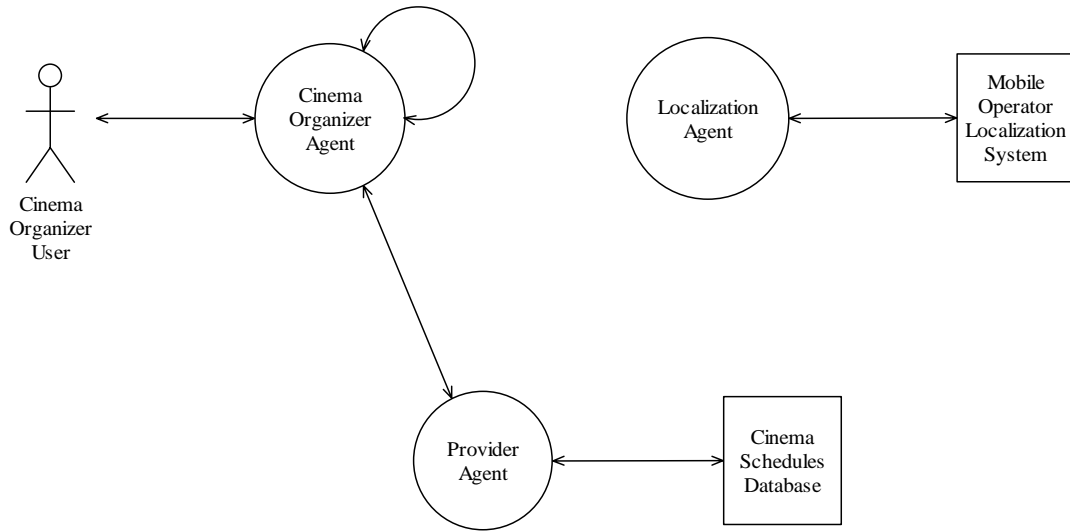 Cinema
Organizer
User
Cinema
Organizer
Agent
Localization
Agent
Mobile
Operator
Localization
System
Provider
Agent
Cinema
Schedules
Database